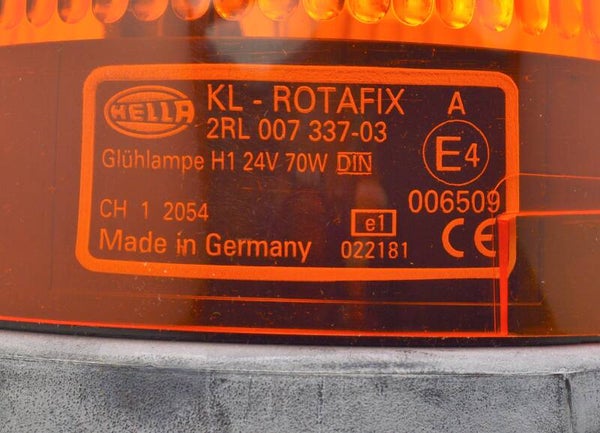 HELLA
KL - ROTAFIX A
2RL 007 337-03
E4
Glühlampe H1 24V 70W DIN
006509
CH 1 2054
e1
CE
Made in Germany 022181